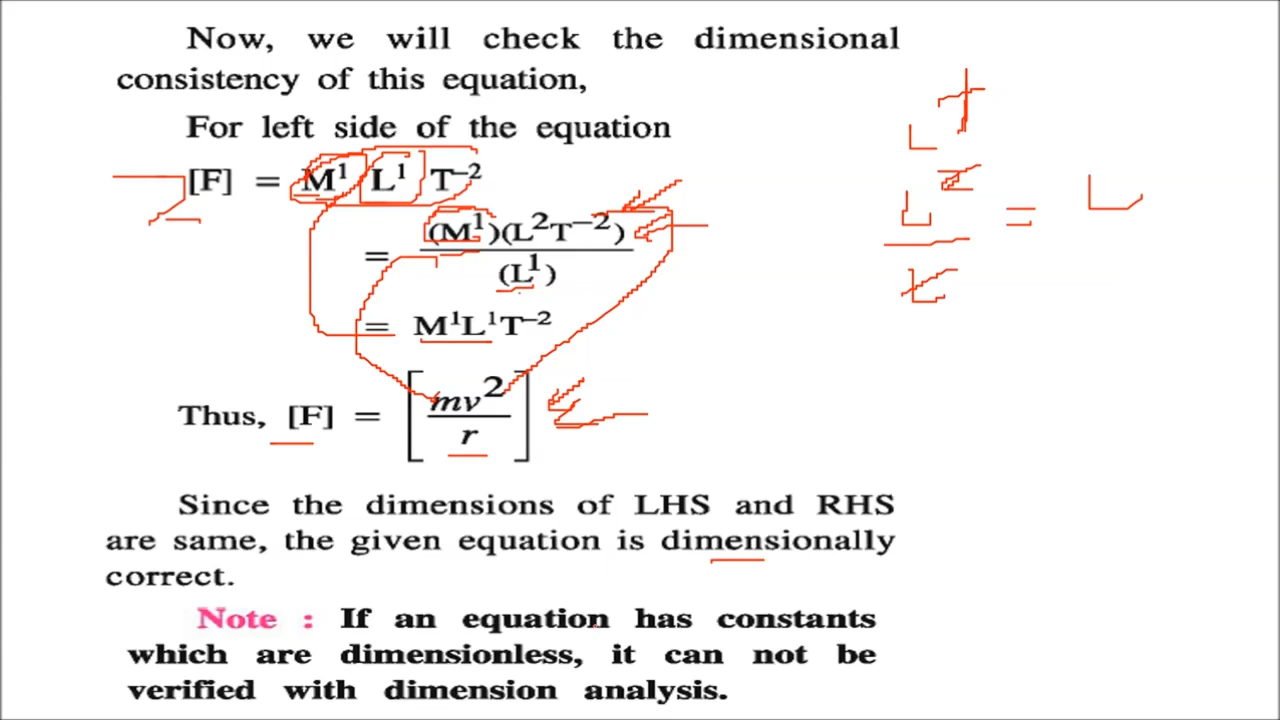 Now, we will check the dimensional
consistency of this equation,
For left side of the equation
[F] = M¹ L¹ T⁻²
= (M¹)(L²T⁻²) / (L¹)
= M¹L¹T⁻²
Thus, [F] = [mv² / r]
Since the dimensions of LHS and RHS
are same, the given equation is dimensionally
correct.
Note : If an equation has constants
which are dimensionless, it can not be
verified with dimension analysis.
L² / L = L